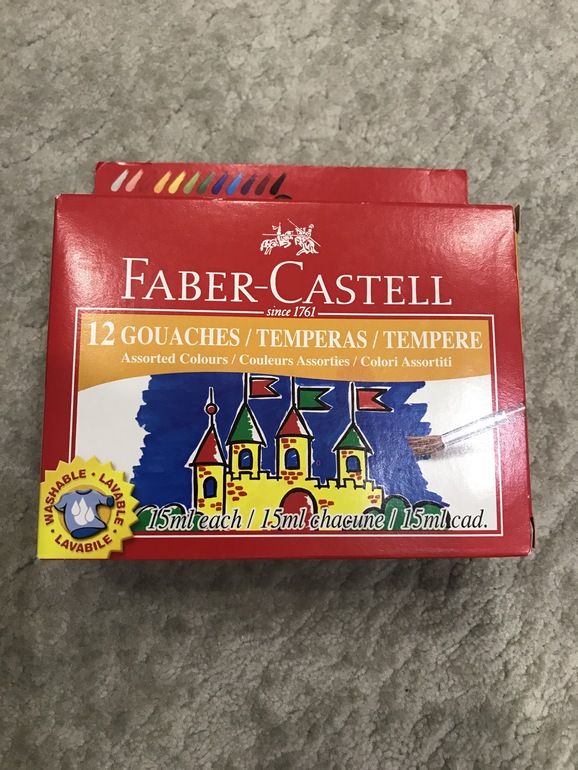 FABER-CASTELL
since 1761
12 GOUACHES / TEMPERAS / TEMPERE
Assorted Colours / Couleurs Assorties / Colori Assortiti
WASHABLE • LAVABLE • LAVABILE •
15ml each / 15ml chacune / 15ml cad.